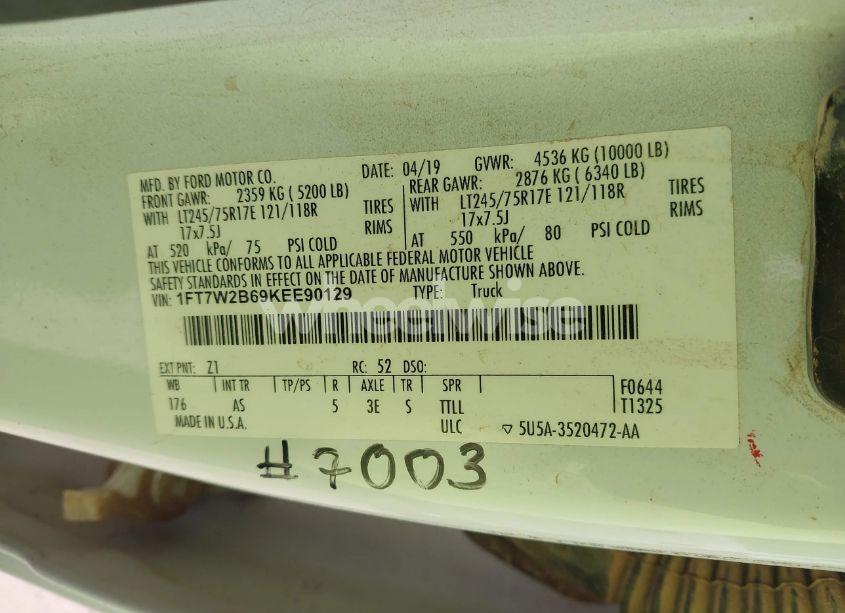 MFD. BY FORD MOTOR CO. DATE: 04/19 GVWR: 4536 KG (10000 LB)
FRONT GAWR: 2359 KG ( 5200 LB) REAR GAWR: 2876 KG ( 6340 LB)
WITH LT245/75R17E 121/118R TIRES WITH LT245/75R17E 121/118R TIRES
17x7.5J RIMS 17x7.5J RIMS
AT 520 kPa/ 75 PSI COLD AT 550 kPa/ 80 PSI COLD
THIS VEHICLE CONFORMS TO ALL APPLICABLE FEDERAL MOTOR VEHICLE
SAFETY STANDARDS IN EFFECT ON THE DATE OF MANUFACTURE SHOWN ABOVE.
VIN: 1FT7W2B69KEE90129 TYPE: Truck
wheelwise
EXT PNT: Z1 RC: 52 DSO:
WB INT TR TP/PS R AXLE TR SPR F0644
176 AS 5 3E S TTLL T1325
MADE IN U.S.A. ULC ▽ 5U5A-3520472-AA
#7003